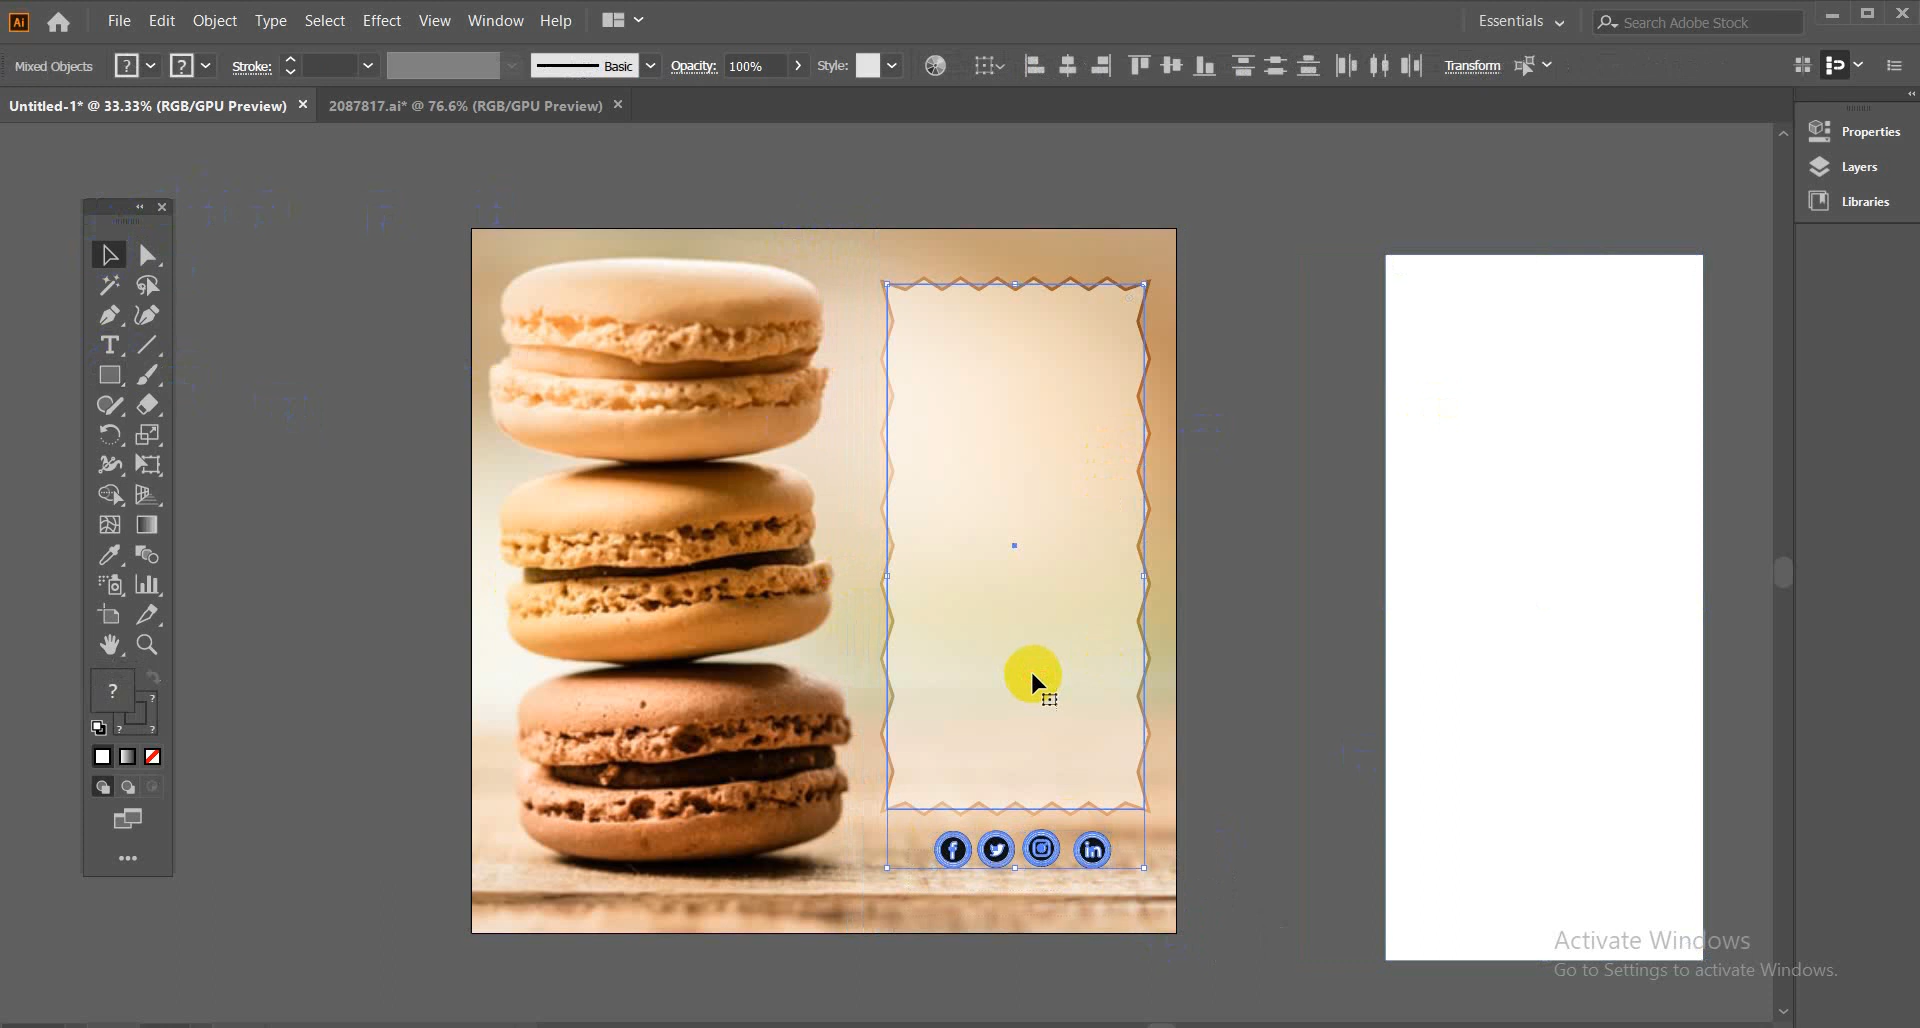 Ai File Edit Object Type Select Effect View Window Help Essentials Search Adobe Stock
Mixed Objects ? ? Stroke: Basic Opacity: 100% Style: Transform
Untitled-1* @ 33.33% (RGB/GPU Preview) × 2087817.ai* @ 76.6% (RGB/GPU Preview) ×
Properties
Layers
Libraries
T
?
?
? ?
f in
Activate Windows
Go to Settings to activate Windows.